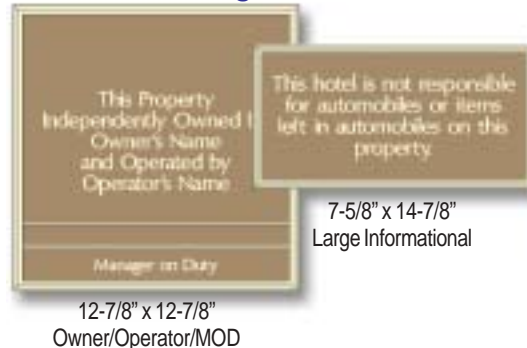 This Property
Independently Owned
Owner's Name
and Operated by
Operator's Name
Manager on Duty
12-7/8” x 12-7/8”
Owner/Operator/MOD
This hotel is not responsible
for automobiles or items
left in automobiles on this
property.
7-5/8” x 14-7/8”
Large Informational